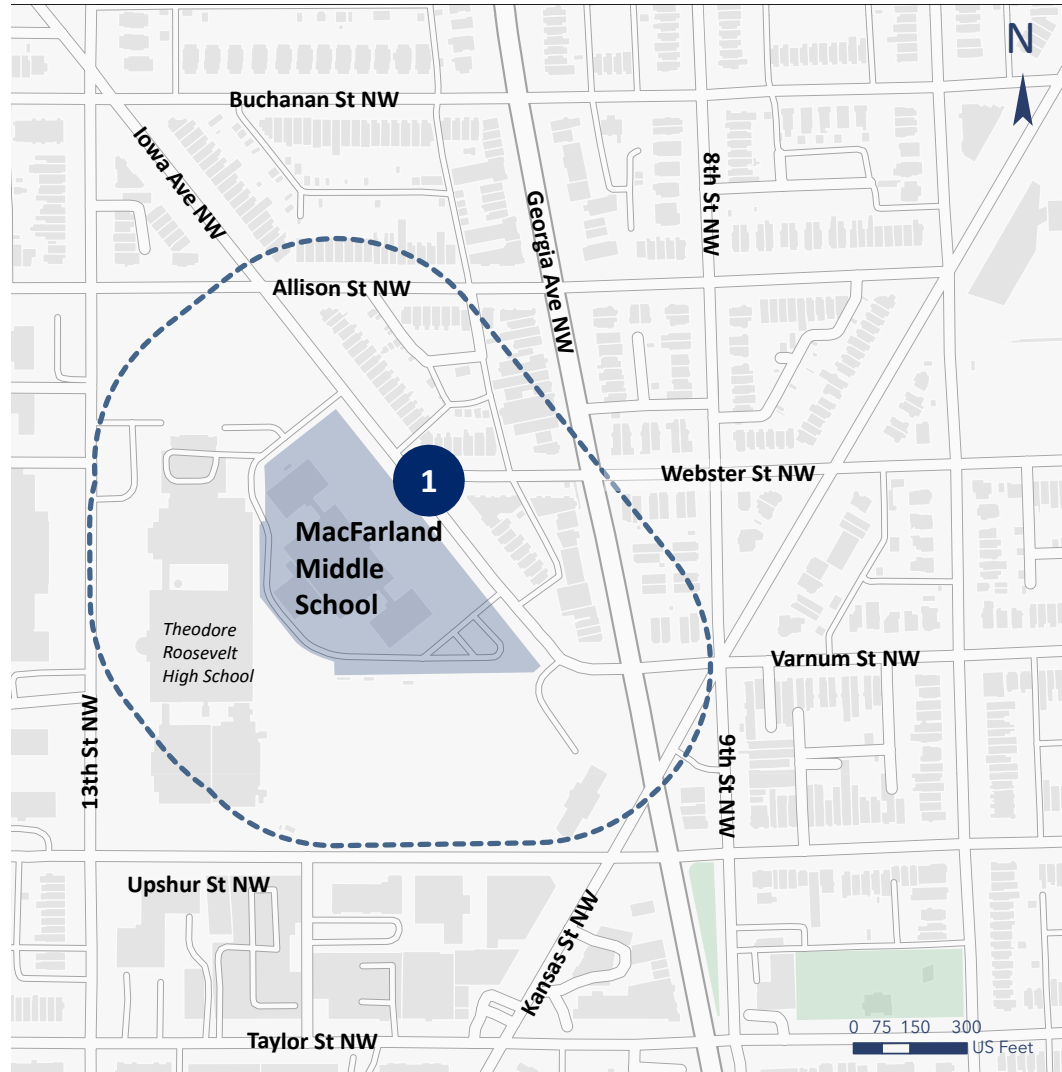 N
Buchanan St NW
Iowa Ave NW
8th St NW
Georgia Ave NW
Allison St NW
1
Webster St NW
MacFarland
Middle
School
Theodore
Roosevelt
High School
Varnum St NW
13th St NW
9th St NW
Upshur St NW
Kansas St NW
Taylor St NW
0 75 150 300
US Feet